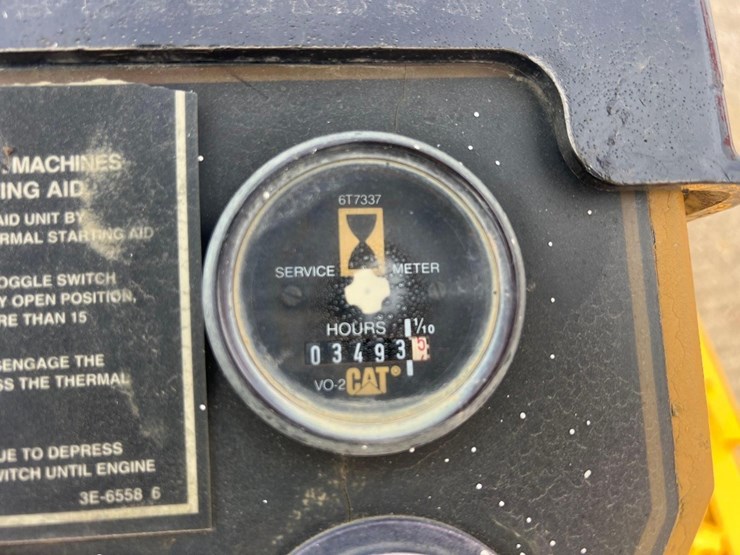 MACHINES
ING AID
AID UNIT BY
RMAL STARTING AID
OGGLE SWITCH
Y OPEN POSITION,
RE THAN 15
SENGAGE THE
SS THE THERMAL
UE TO DEPRESS
WITCH UNTIL ENGINE
3E-6558 6
6T7337
SERVICE METER
HOURS 1/10
03493
VO-2 CAT®